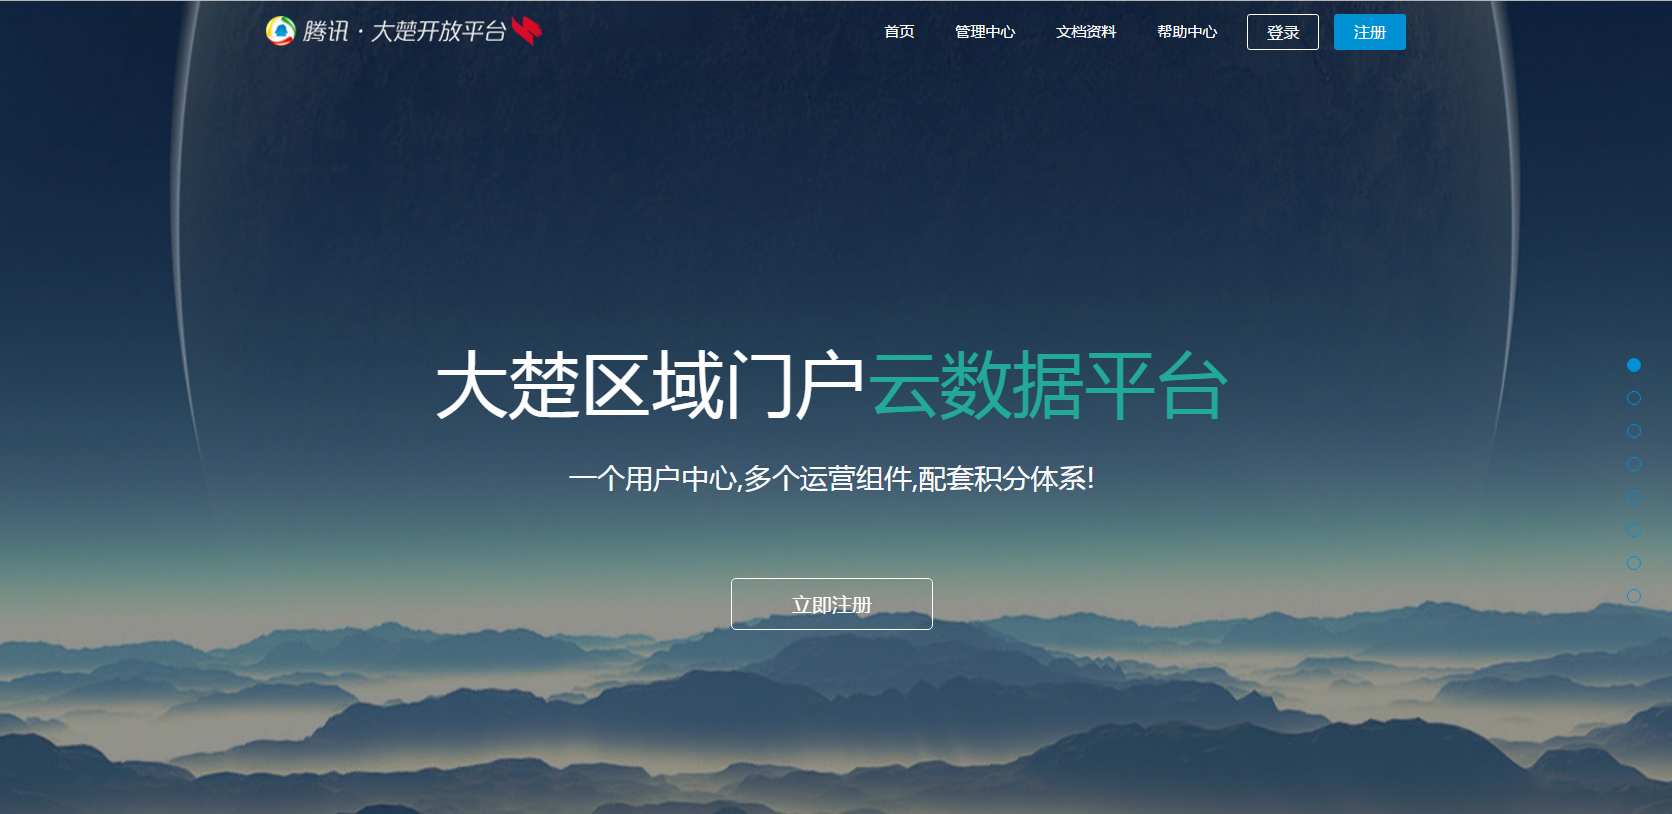 腾讯·大楚开放平台 首页 管理中心 文档资料 帮助中心 登录 注册
大楚区域门户云数据平台
一个用户中心,多个运营组件,配套积分体系!
立即注册